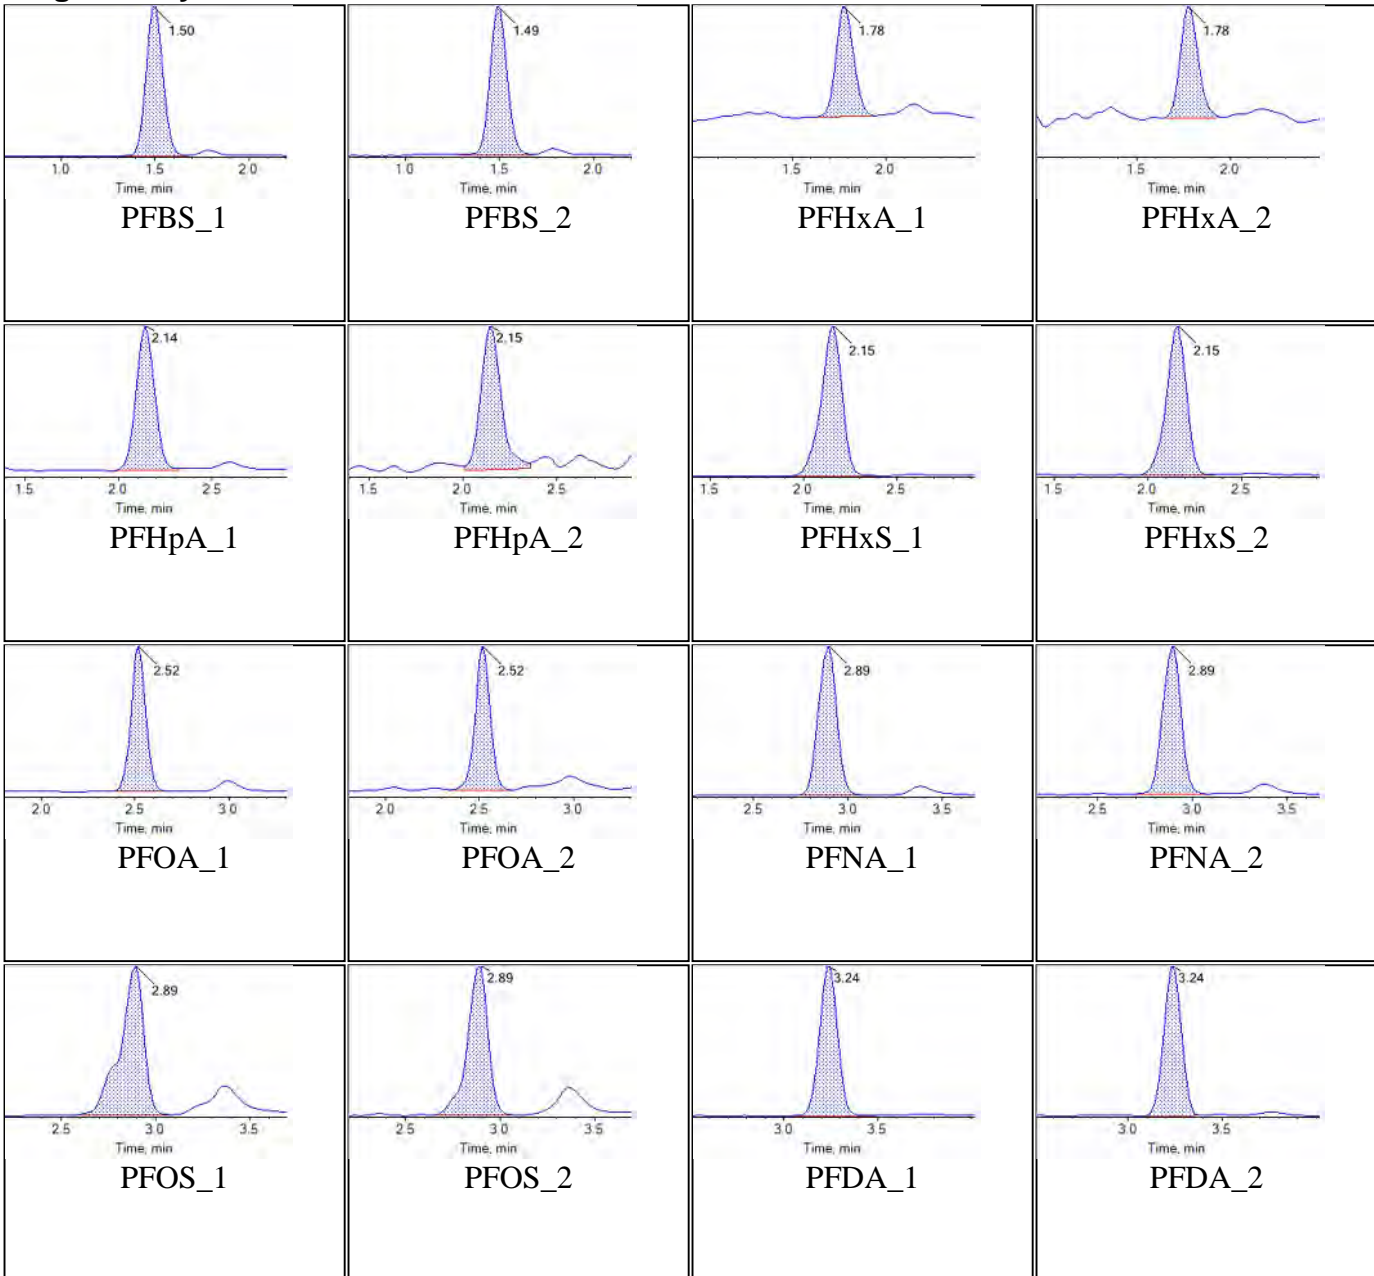 1.50
1.0 1.5 2.0
Time, min
PFBS_1
1.49
1.0 1.5 2.0
Time, min
PFBS_2
1.78
1.5 2.0
Time, min
PFHxA_1
1.78
1.5 2.0
Time, min
PFHxA_2
2.14
1.5 2.0 2.5
Time, min
PFHpA_1
2.15
1.5 2.0 2.5
Time, min
PFHpA_2
2.15
1.5 2.0 2.5
Time, min
PFHxS_1
2.15
1.5 2.0 2.5
Time, min
PFHxS_2
2.52
2.0 2.5 3.0
Time, min
PFOA_1
2.52
2.0 2.5 3.0
Time, min
PFOA_2
2.89
2.5 3.0 3.5
Time, min
PFNA_1
2.89
2.5 3.0 3.5
Time, min
PFNA_2
2.89
2.5 3.0 3.5
Time, min
PFOS_1
2.89
2.5 3.0 3.5
Time, min
PFOS_2
3.24
3.0 3.5
Time, min
PFDA_1
3.24
3.0 3.5
Time, min
PFDA_2